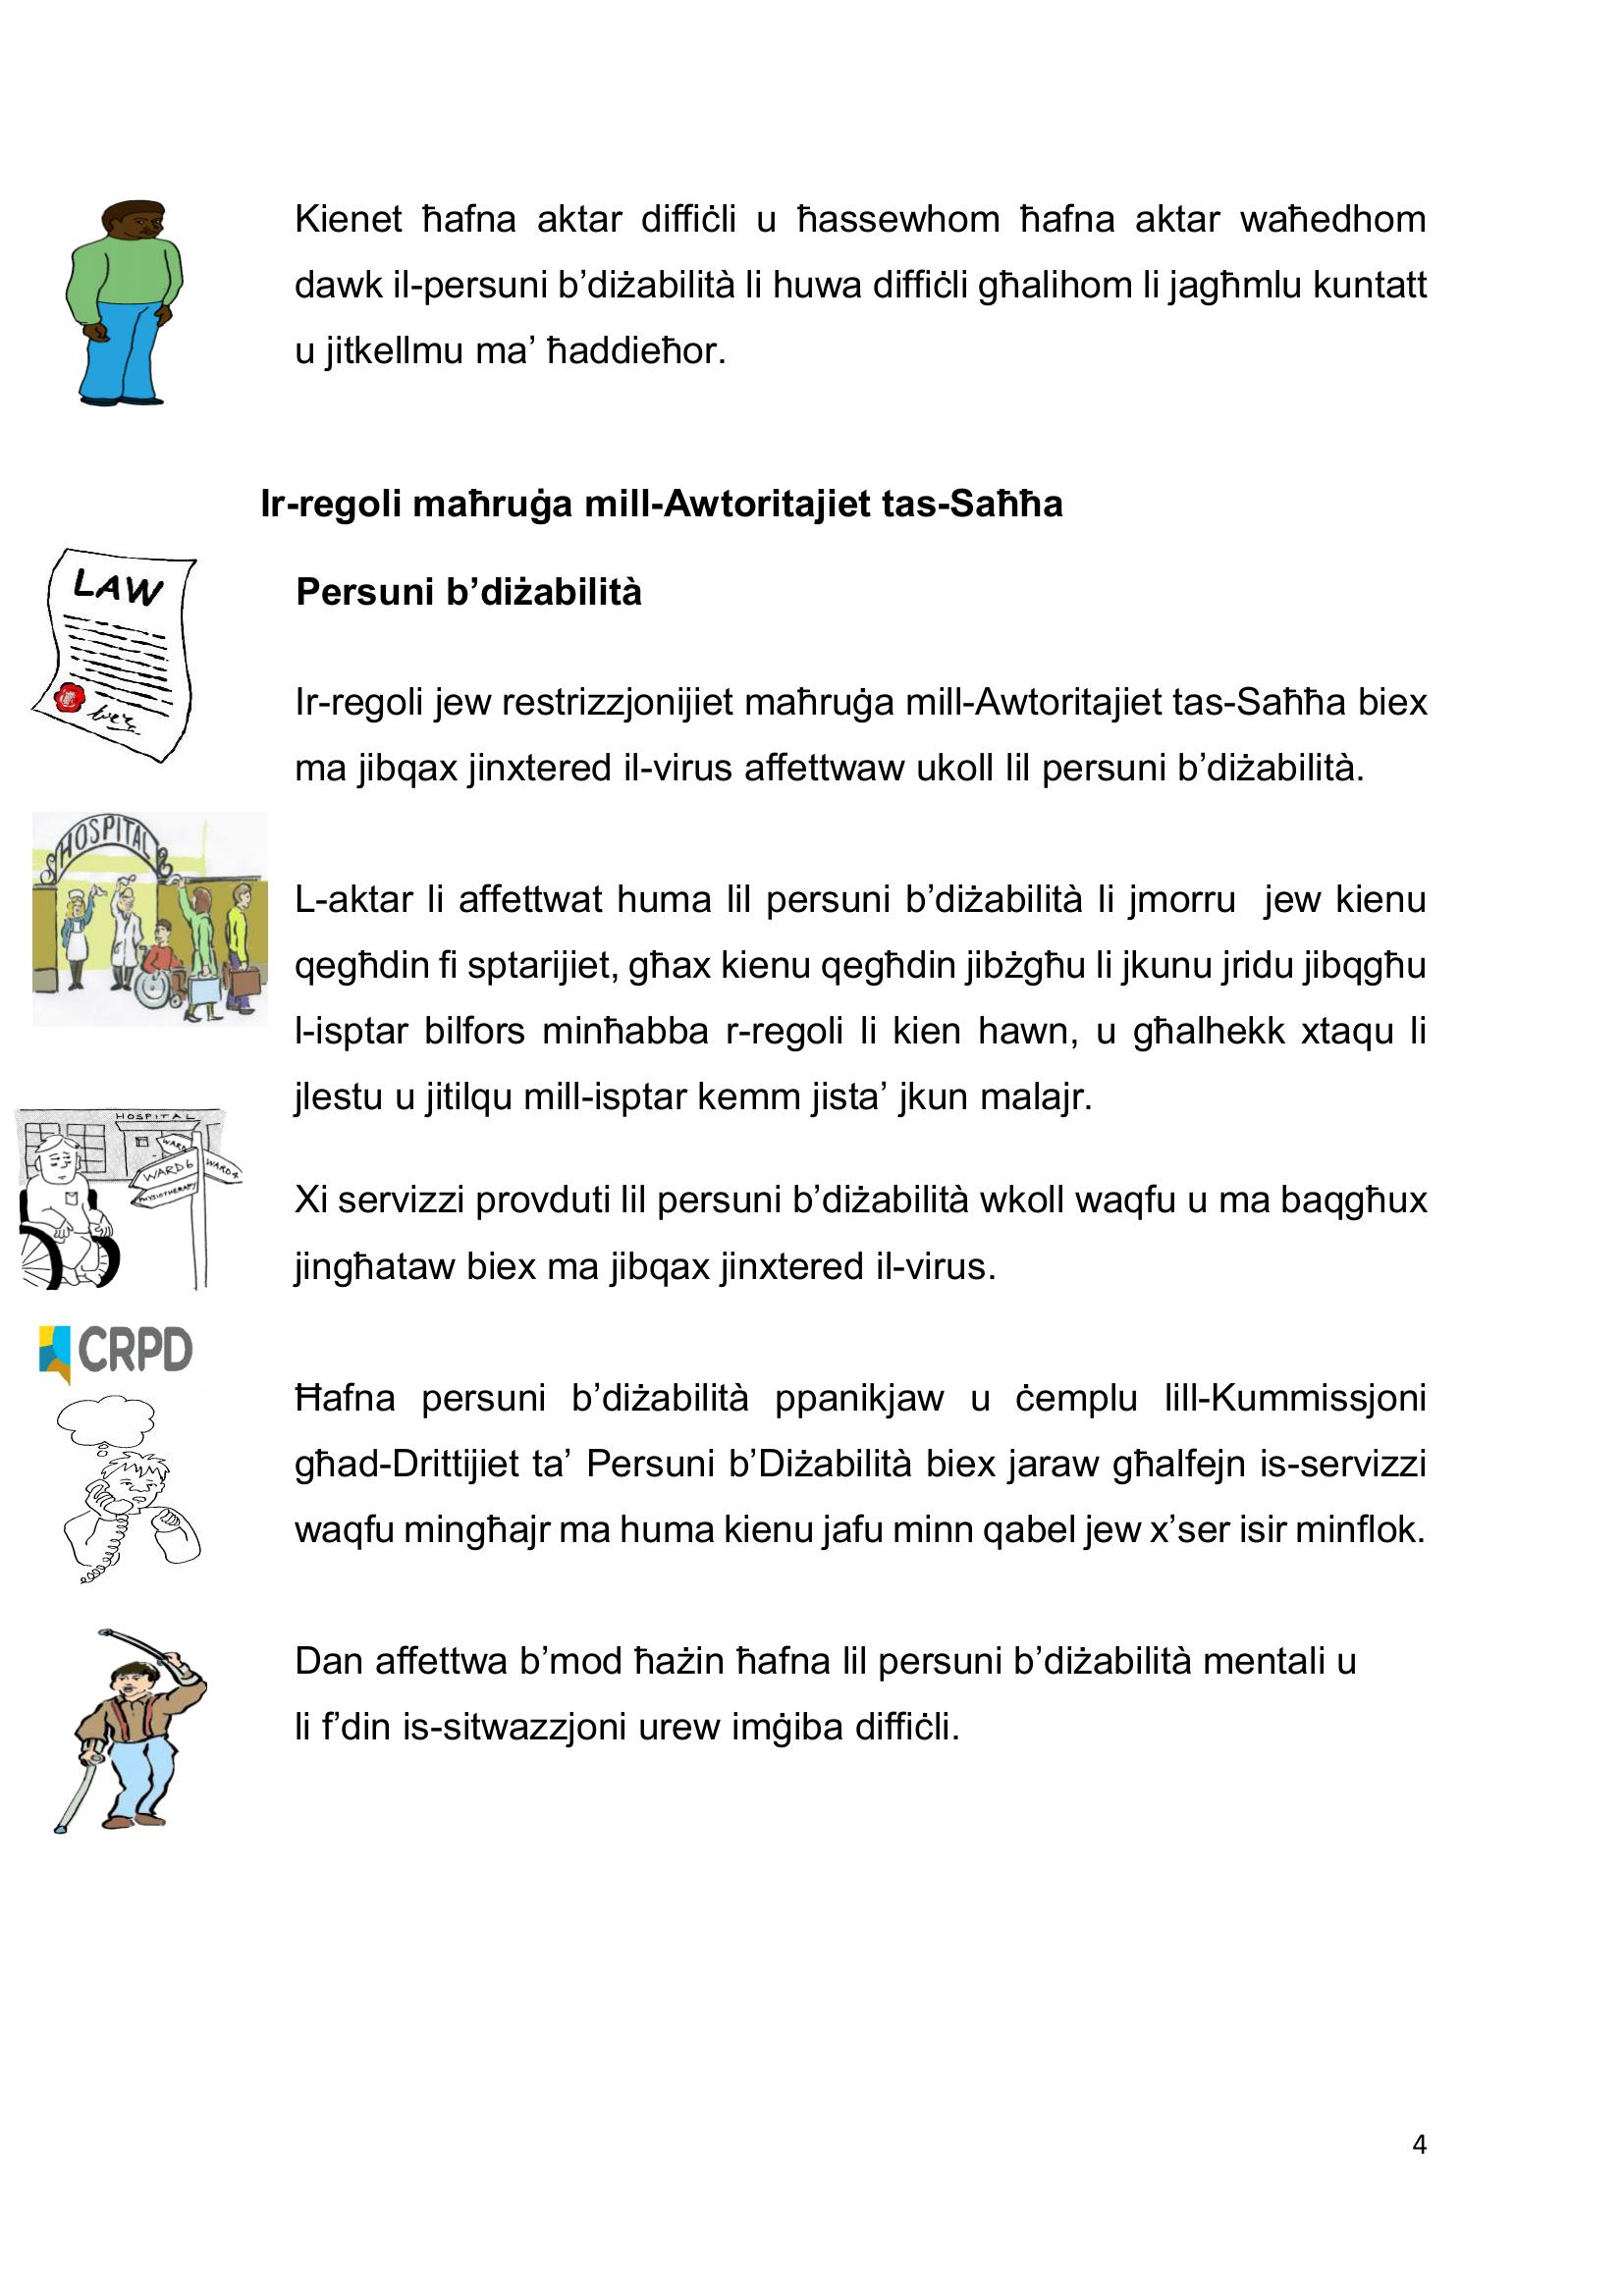 Kienet ħafna aktar diffiċli u ħassewhom ħafna aktar waħedhom
dawk il-persuni b’diżabilità li huwa diffiċli għalihom li jagħmlu kuntatt
u jitkellmu ma’ ħaddieħor.
Ir-regoli maħruġa mill-Awtoritajiet tas-Saħħa
LAW
Persuni b’diżabilità
Ir-regoli jew restrizzjonijiet maħruġa mill-Awtoritajiet tas-Saħħa biex
ma jibqax jinxtered il-virus affettwaw ukoll lil persuni b’diżabilità.
HOSPITAL
L-aktar li affettwat huma lil persuni b’diżabilità li jmorru jew kienu
qegħdin fi sptarijiet, għax kienu qegħdin jibżgħu li jkunu jridu jibqgħu
l-isptar bilfors minħabba r-regoli li kien hawn, u għalhekk xtaqu li
jlestu u jitilqu mill-isptar kemm jista’ jkun malajr.
HOSPITAL
WARD
WARD 6
WARD 4
PHYSIOTHERAPY
Xi servizzi provduti lil persuni b’diżabilità wkoll waqfu u ma baqgħux
jingħataw biex ma jibqax jinxtered il-virus.
CRPD
Ħafna persuni b’diżabilità ppanikjaw u ċemplu lill-Kummissjoni
għad-Drittijiet ta’ Persuni b’Diżabilità biex jaraw għalfejn is-servizzi
waqfu mingħajr ma huma kienu jafu minn qabel jew x’ser isir minflok.
Dan affettwa b’mod ħażin ħafna lil persuni b’diżabilità mentali u
li f’din is-sitwazzjoni urew imġiba diffiċli.
4